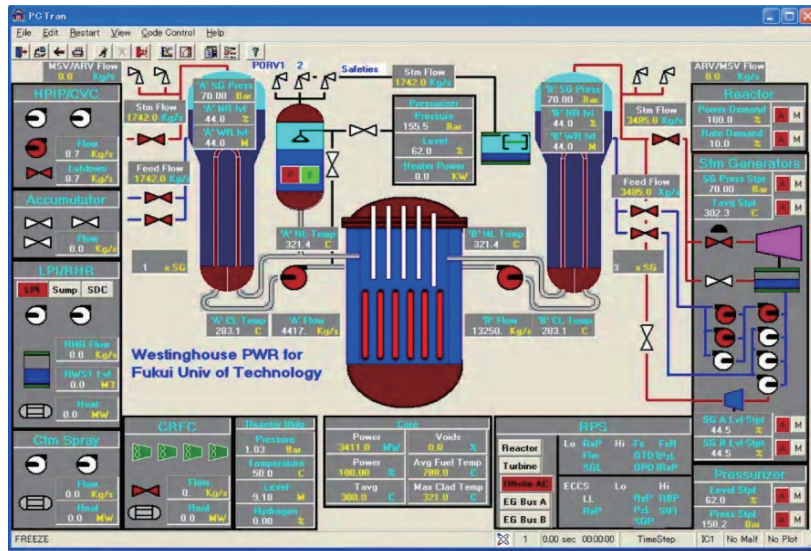 PCTran
File Edit Restart View Code Control Help
MSV/ARV Flow
0.0 Kg/s
PORV1 2
Safeties
Stm Flow
1742.0 Kg/s
ARV/MSV Flow
0.0 Kg/s
HPIP/CVC
Flow
8.7 Kg/s
Letdown
8.7 Kg/s
Stm Flow
1742.0 Kg/s
'A' SG Press
70.00 Bar
'A' NR lvl
44.0 %
'A' WR lvl
44.0 M
Feed Flow
1742.0 Kg/s
Pressurizer
Pressure
155.5 Bar
Level
62.0 %
Heater Power
0.0 KW
'B' SG Press
70.00 Bar
'B' NR lvl
44.0 %
'B' WR lvl
44.0 M
Stm Flow
3485.0 Kg/s
Feed Flow
3485.0 Kg/s
Reactor
Power Demand
100.0 %
A M
Rate Demand
10.0 %
A M
Stm Generators
SG Press Stpt
70.00 Bar
A M
Tavg Stpt
302.3 C
A M
Accumulator
Flow
0.0 Kg/s
'A' HL Temp
321.4 C
'B' HL Temp
321.4 C
LPI/RHR
LPI Sump SDC
RHR Flow
0.0 Kg/s
RWST Lvl
0.0 M3
Heat
0.0 MW
1 x SG
3 x SG
'A' CL Temp
283.1 C
'A' Flow
4417. Kg/s
'B' Flow
13250. Kg/s
'B' CL Temp
283.1 C
Westinghouse PWR for
Fukui Univ of Technology
Ctm Spray
Flow
0.0 Kg/s
Heat
0.0 MW
CRFC
Flow
0. Kg/s
Heat
0.0 MW
Reactor Bldg
Pressure
1.03 Bar
Temperature
50.0 C
Level
9.18 M
Hydrogen
0.00 %
Core
Power
3411.0 MW
Voids
0.0 %
Power
100.00 %
Avg Fuel Temp
788.0 C
Tavg
308.0 C
Max Clad Temp
321.0 C
RPS
Reactor
Turbine
Offsite AC
EG Bus A
EG Bus B
Lo RxP Hi Fx FxR
Flw OTDT PzL
SGL OPDT RxP
ECCS Lo Hi
LL RxP RBP
RxP PzL StFl
SGP
SG A Lvl Stpt
44.5 %
A M
SG B Lvl Stpt
44.5 %
A M
Pressurizer
Level Stpt
62.0 %
A M
Press Stpt
158.2 Bar
A M
FREEZE
1 0.00 sec 00:00:00 TimeStep IC1 No Malf No Plot